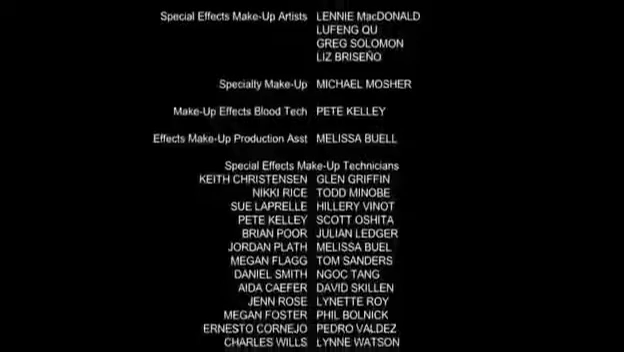 Special Effects Make-Up Artists LENNIE MacDONALD
LUFENG QU
GREG SOLOMON
LIZ BRISEÑO
Specialty Make-Up MICHAEL MOSHER
Make-Up Effects Blood Tech PETE KELLEY
Effects Make-Up Production Asst MELISSA BUELL
Special Effects Make-Up Technicians
KEITH CHRISTENSEN GLEN GRIFFIN
NIKKI RICE TODD MINOBE
SUE LAPRELLE HILLERY VINOT
PETE KELLEY SCOTT OSHITA
BRIAN POOR JULIAN LEDGER
JORDAN PLATH MELISSA BUEL
MEGAN FLAGG TOM SANDERS
DANIEL SMITH NGOC TANG
AIDA CAEFER DAVID SKILLEN
JENN ROSE LYNETTE ROY
MEGAN FOSTER PHIL BOLNICK
ERNESTO CORNEJO PEDRO VALDEZ
CHARLES WILLS LYNNE WATSON